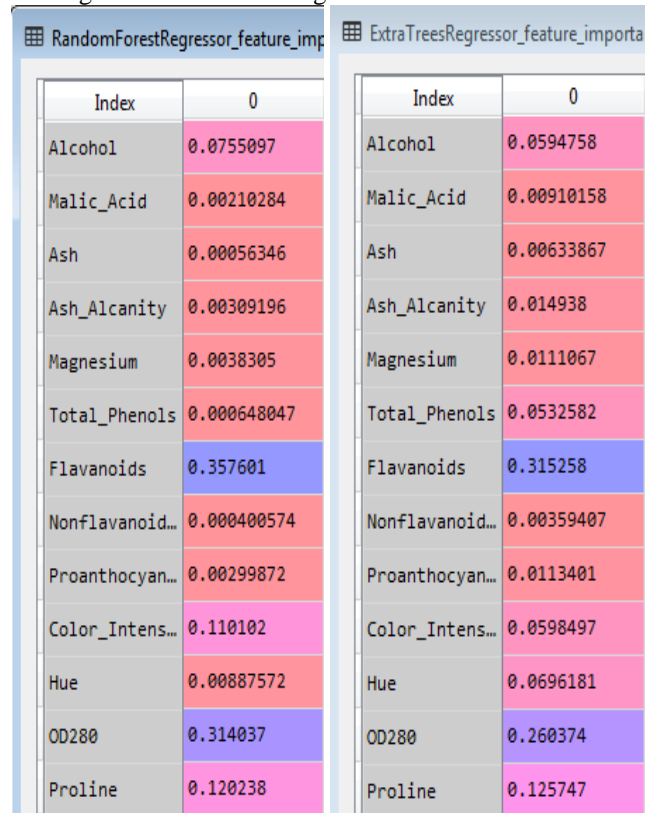 RandomForestRegressor_feature_imp
Index 0
Alcohol 0.0755097
Malic_Acid 0.00210284
Ash 0.00056346
Ash_Alcanity 0.00309196
Magnesium 0.0038305
Total_Phenols 0.000648047
Flavanoids 0.357601
Nonflavanoid… 0.000400574
Proanthocyan… 0.00299872
Color_Intens… 0.110102
Hue 0.00887572
OD280 0.314037
Proline 0.120238
ExtraTreesRegressor_feature_importa
Index 0
Alcohol 0.0594758
Malic_Acid 0.00910158
Ash 0.00633867
Ash_Alcanity 0.014938
Magnesium 0.0111067
Total_Phenols 0.0532582
Flavanoids 0.315258
Nonflavanoid… 0.00359407
Proanthocyan… 0.0113401
Color_Intens… 0.0598497
Hue 0.0696181
OD280 0.260374
Proline 0.125747